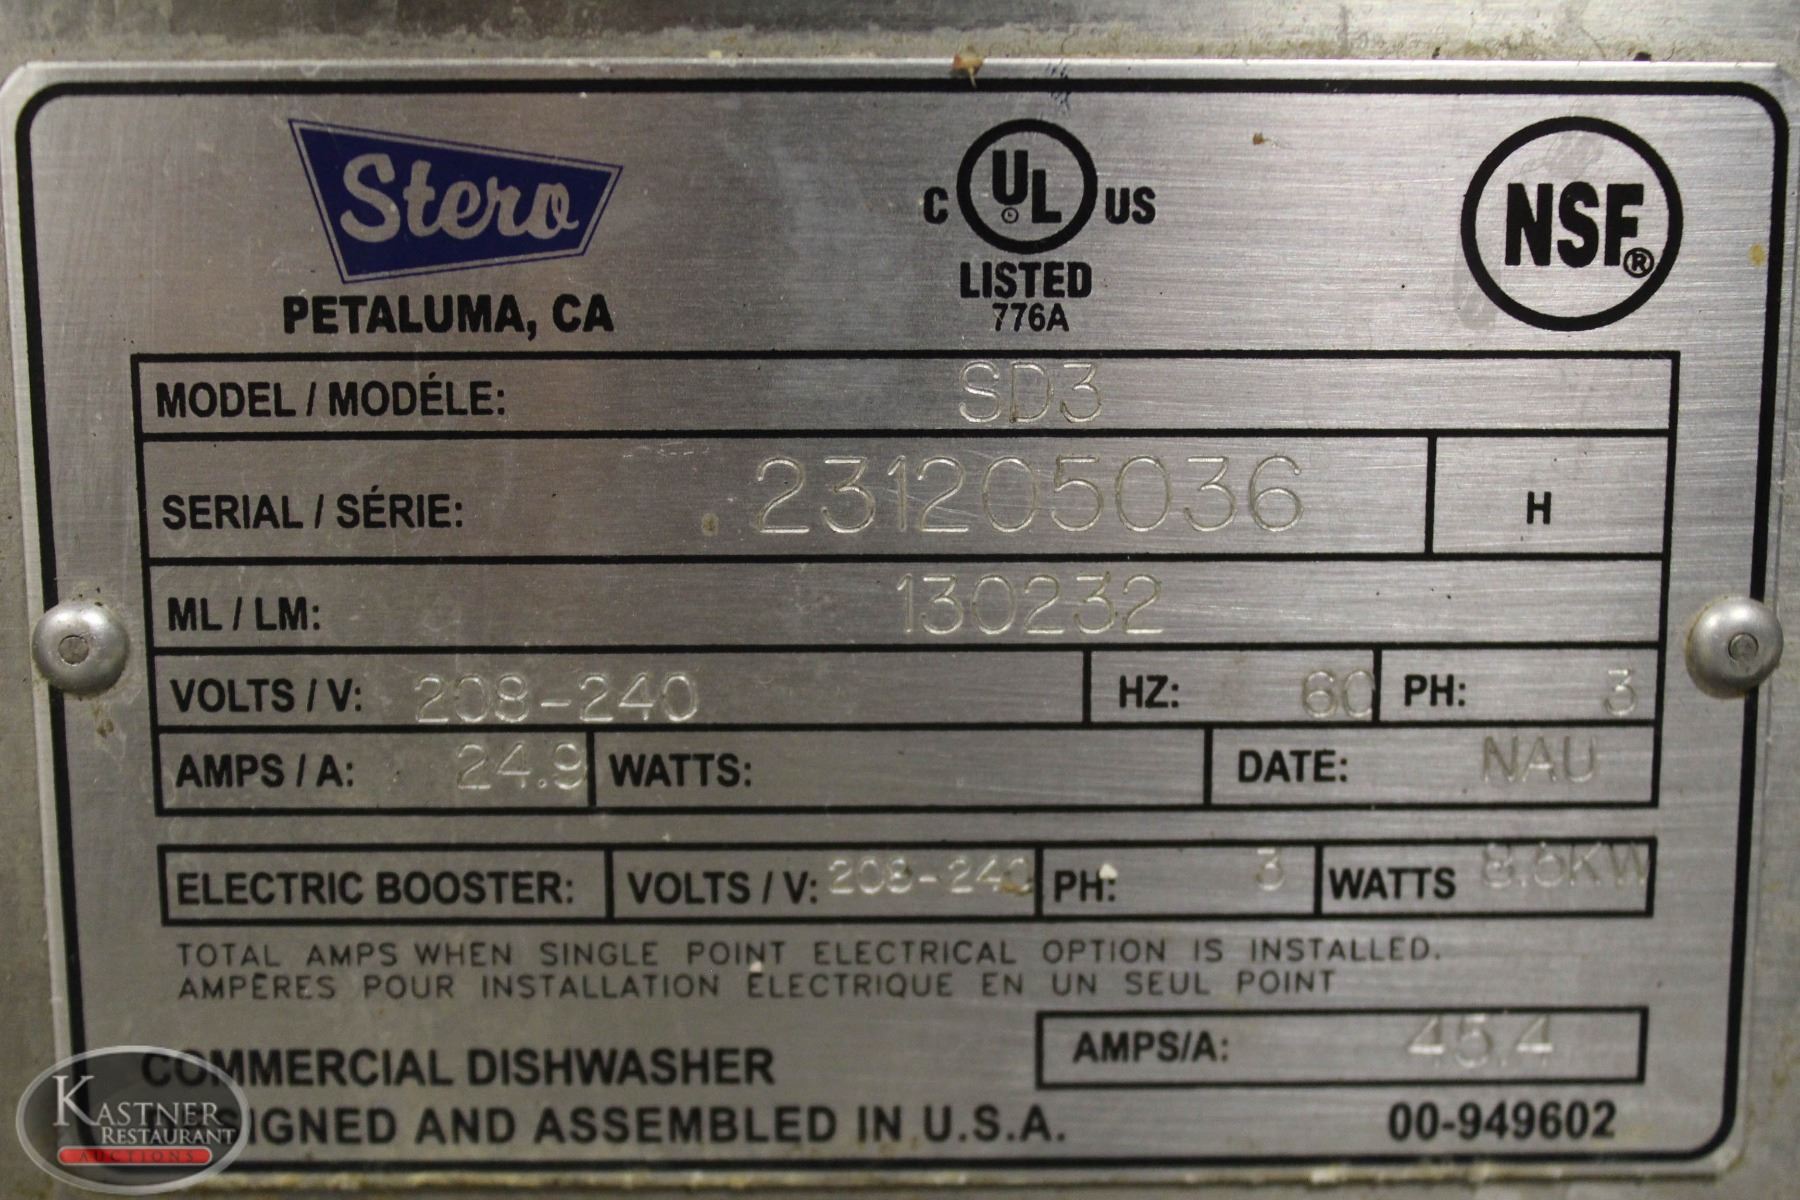 Stero
PETALUMA, CA
C UL US
LISTED
776A
NSF®
MODEL / MODÉLE: SD3
SERIAL / SÉRIE: 231205036 H
ML / LM: 130232
VOLTS / V: 208-240 HZ: 60 PH: 3
AMPS / A: 24.9 WATTS: DATE: NAU
ELECTRIC BOOSTER: VOLTS / V: 208-240 PH: 3 WATTS
TOTAL AMPS WHEN SINGLE POINT ELECTRICAL OPTION IS INSTALLED.
AMPÈRES POUR INSTALLATION ÉLECTRIQUE EN UN SEUL POINT
COMMERCIAL DISHWASHER AMPS/A: 45.4
IGNED AND ASSEMBLED IN U.S.A. 00-949602
KASTNER
RESTAURANT
AUCTIONS